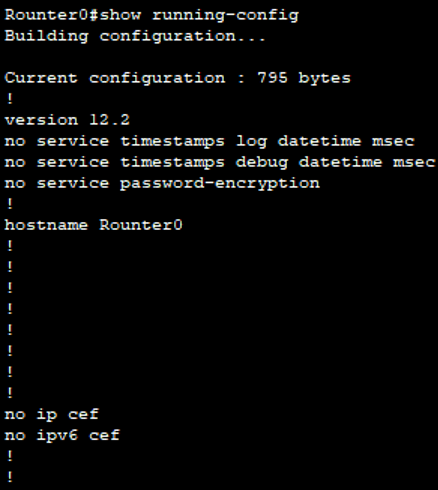 Rounter0#show running-config
Building configuration...
Current configuration : 795 bytes
!
version 12.2
no service timestamps log datetime msec
no service timestamps debug datetime msec
no service password-encryption
!
hostname Rounter0
!
!
!
!
!
!
!
!
no ip cef
no ipv6 cef
!
!